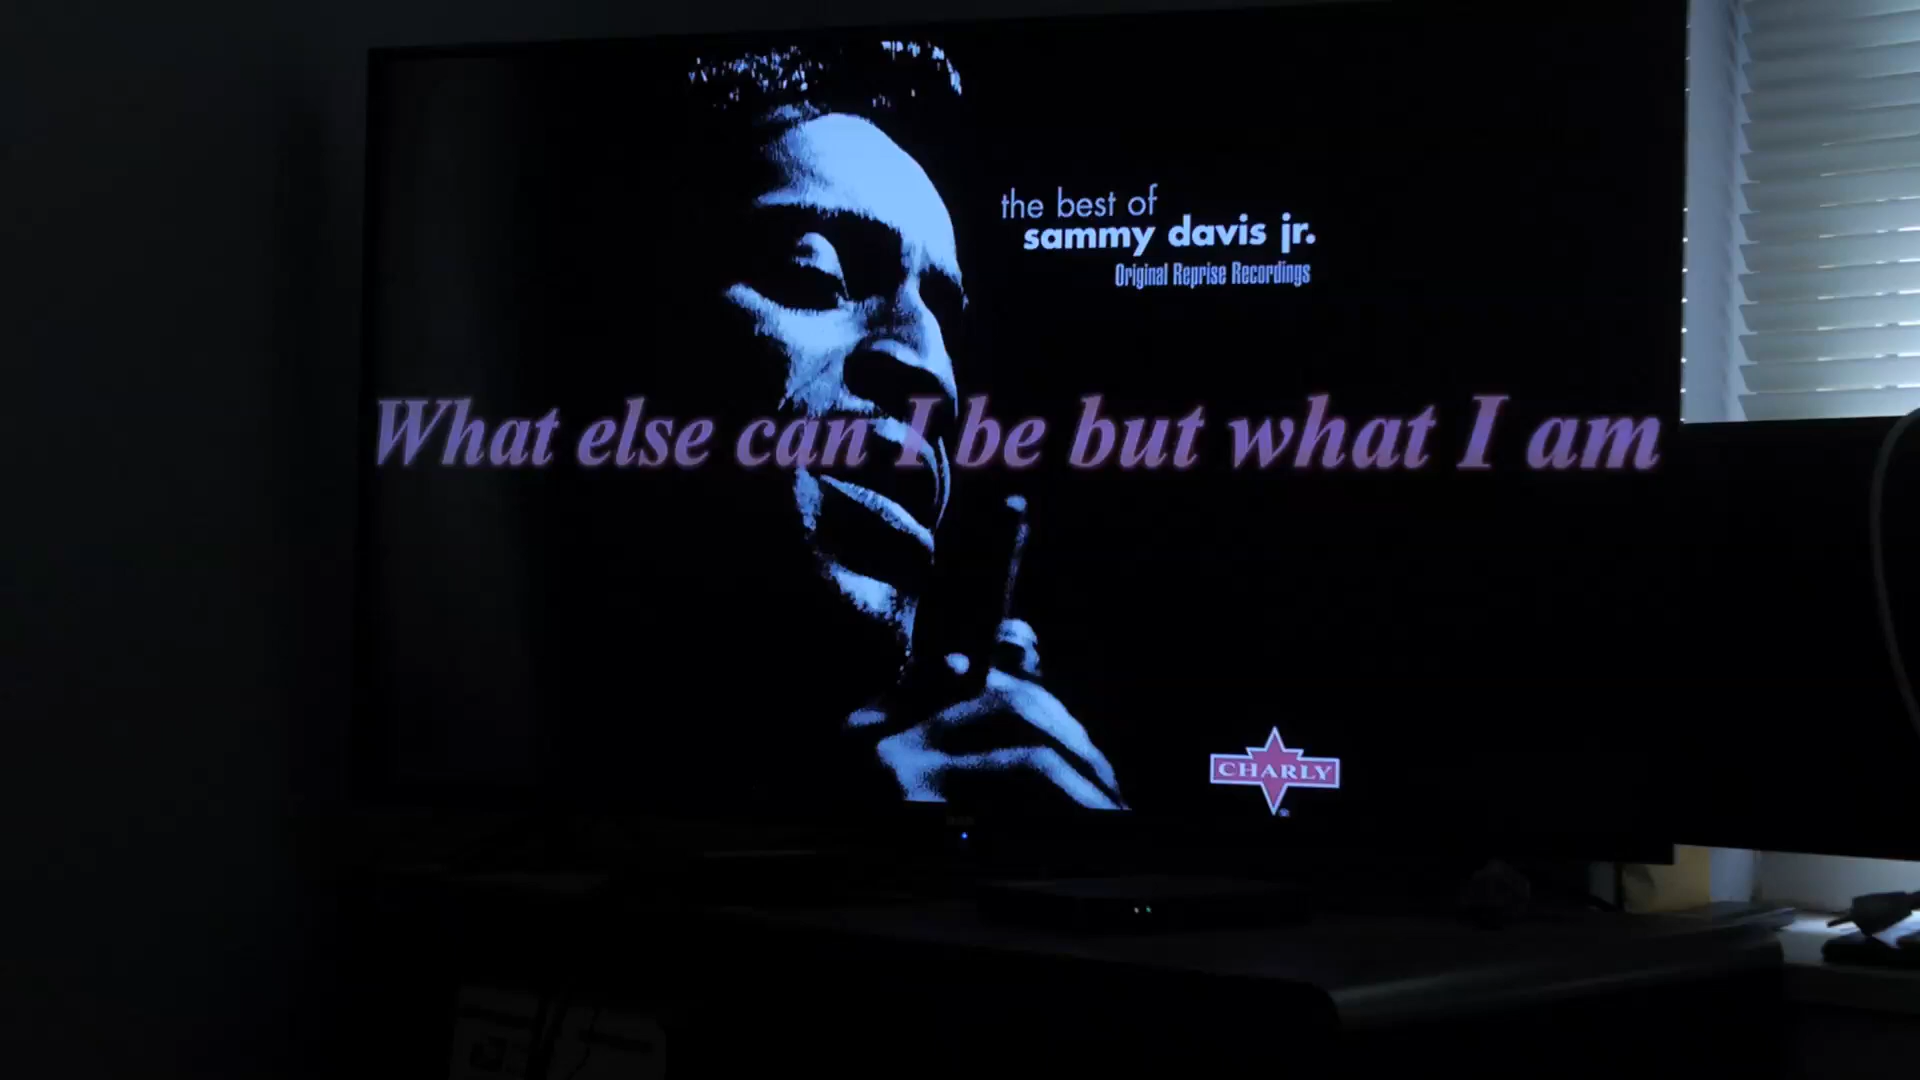 the best of
sammy davis jr.
Original Reprise Recordings
What else can I be but what I am
CHARLY